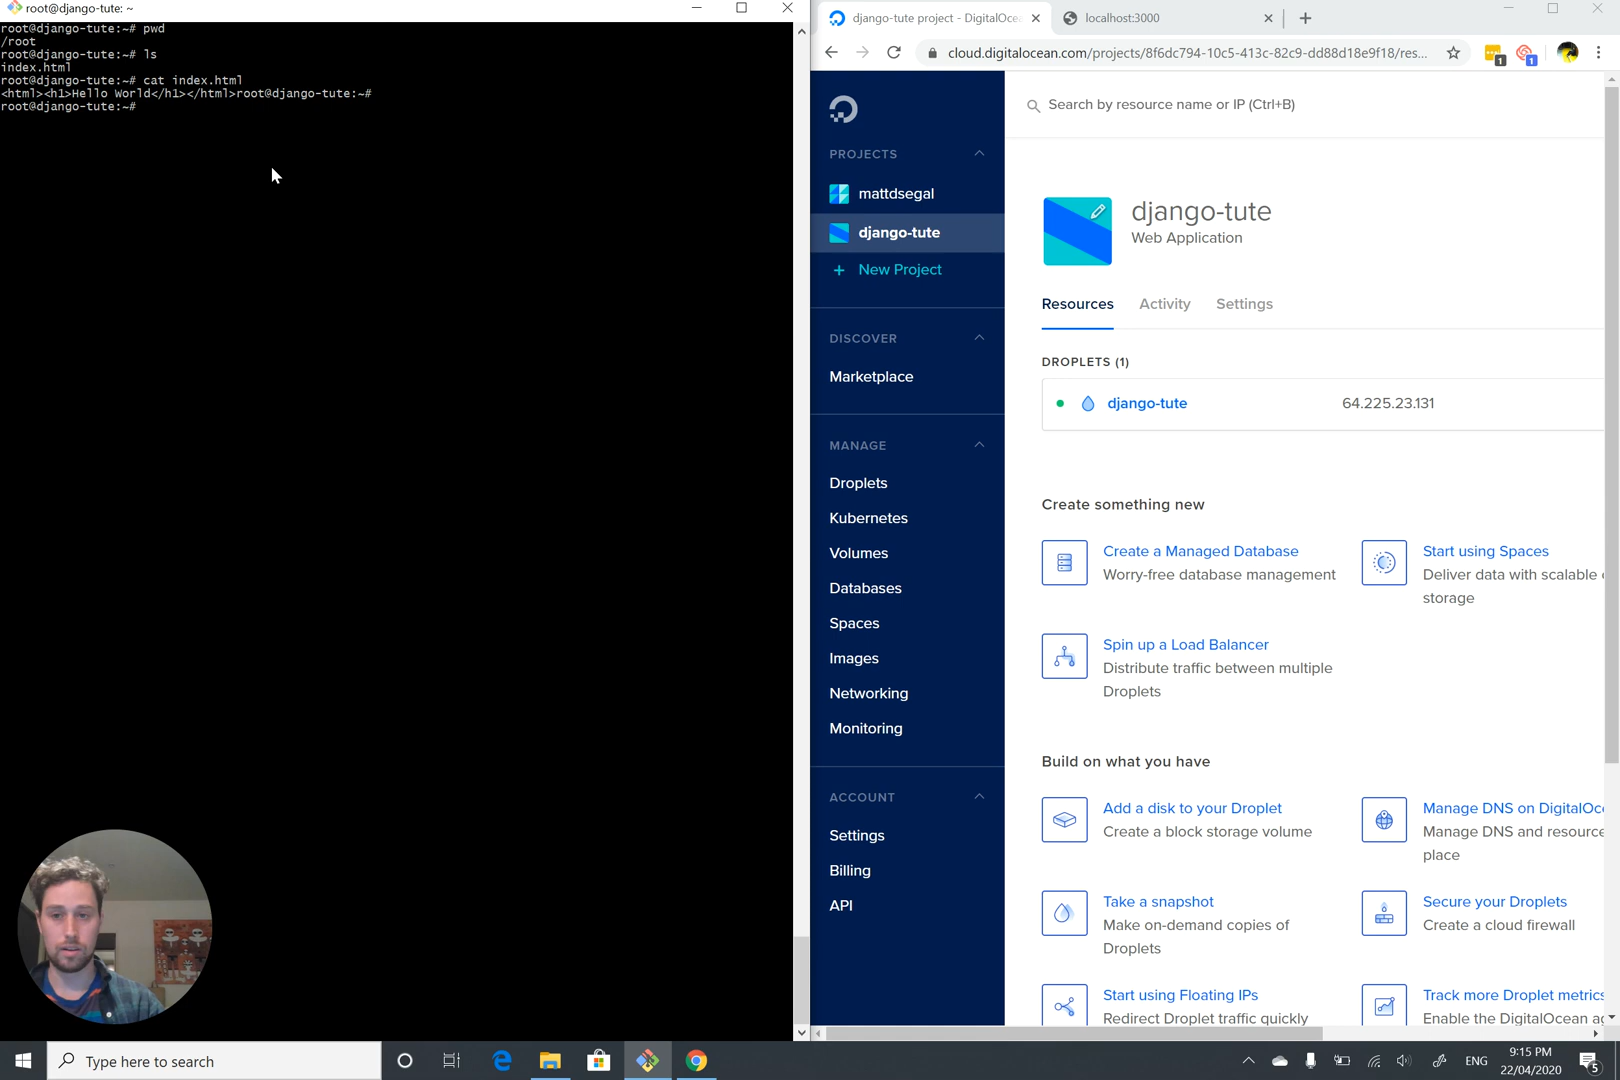 root@django-tute: ~
root@django-tute:~# pwd
/root
root@django-tute:~# ls
index.html
root@django-tute:~# cat index.html
<html><h1>Hello World</h1></html>root@django-tute:~#
root@django-tute:~#
django-tute project - DigitalOce
localhost:3000
cloud.digitalocean.com/projects/8f6dc794-10c5-413c-82c9-dd88d18e9f18/res...
1
1
Search by resource name or IP (Ctrl+B)
PROJECTS
mattdsegal
django-tute
+ New Project
DISCOVER
Marketplace
MANAGE
Droplets
Kubernetes
Volumes
Databases
Spaces
Images
Networking
Monitoring
ACCOUNT
Settings
Billing
API
django-tute
Web Application
Resources Activity Settings
DROPLETS (1)
django-tute 64.225.23.131
Create something new
Create a Managed Database
Worry-free database management
Start using Spaces
Deliver data with scalable
storage
Spin up a Load Balancer
Distribute traffic between multiple
Droplets
Build on what you have
Add a disk to your Droplet
Create a block storage volume
Manage DNS on DigitalOc
Manage DNS and resource
place
Take a snapshot
Make on-demand copies of
Droplets
Secure your Droplets
Create a cloud firewall
Start using Floating IPs
Redirect Droplet traffic quickly
Track more Droplet metrics
Enable the DigitalOcean ag
Type here to search
ENG
9:15 PM
22/04/2020
5